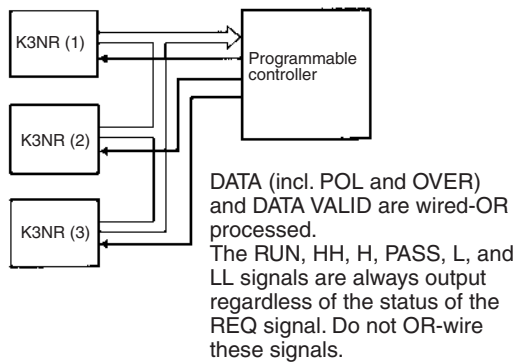 K3NR (1)
Programmable
controller
K3NR (2)
K3NR (3)
DATA (incl. POL and OVER)
and DATA VALID are wired-OR
processed.
The RUN, HH, H, PASS, L, and
LL signals are always output
regardless of the status of the
REQ signal. Do not OR-wire
these signals.